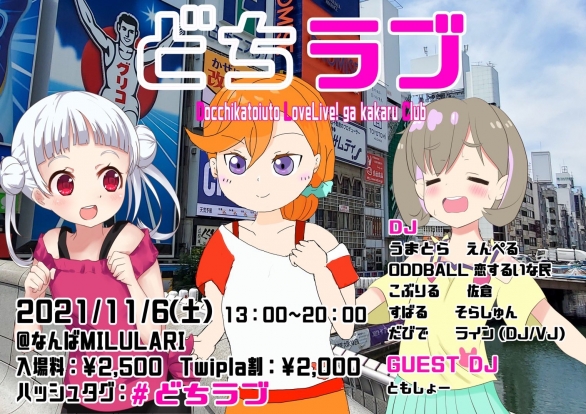 どちラブ
Docchikatoiuto LoveLive! ga kakaru Club
グリコ
2021/11/6(土) 13:00~20:00
@なんばMILULARI
入場料:¥2,500 Twipla割:¥2,000
ハッシュタグ:#どちラブ
DJ
うまとら えんぺる
ODDBALL 恋するいな民
こぶりる 佐倉
すばる そらしゅん
だびで ライン(DJ/VJ)
GUEST DJ
ともしょー